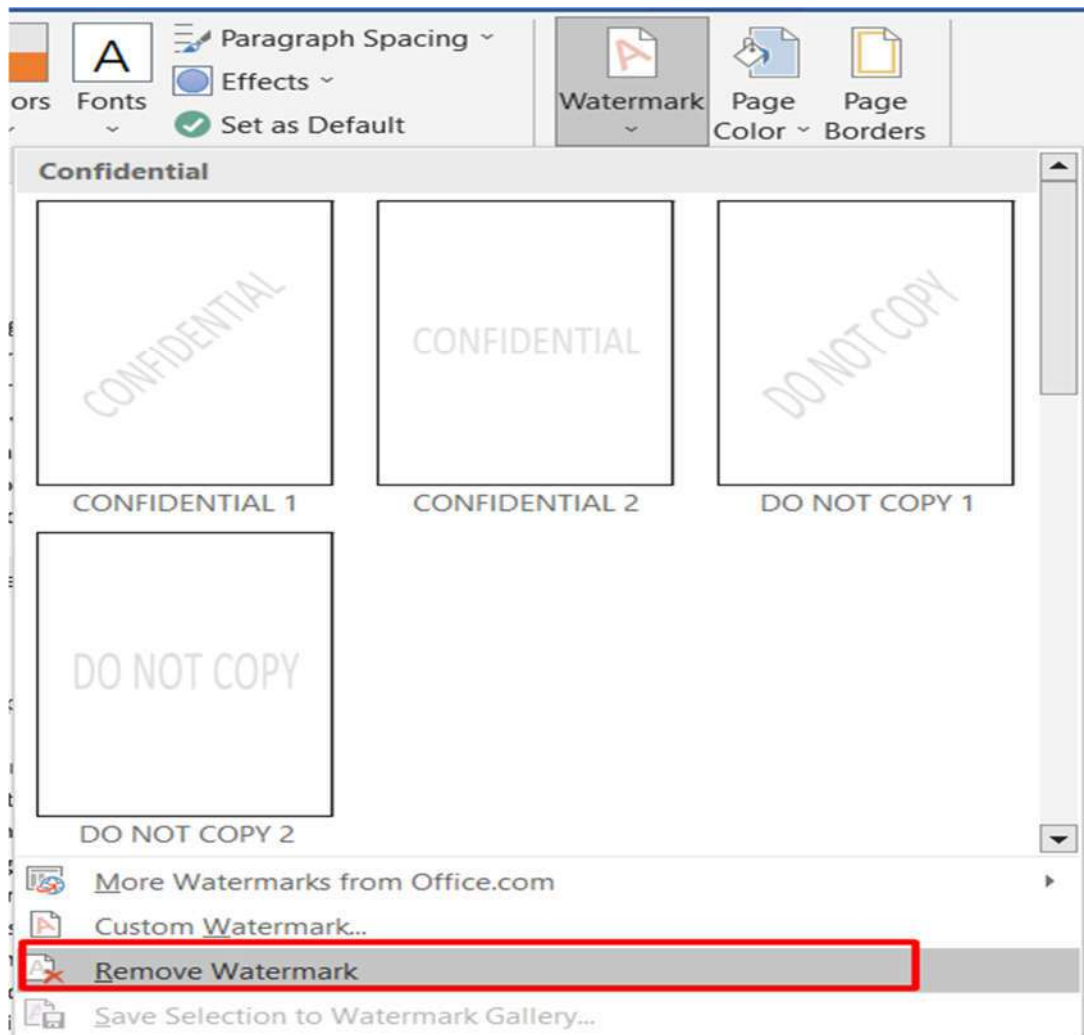 Paragraph Spacing
Effects
Set as Default
ors Fonts
A
Watermark
Page Color
Page Borders
Confidential
CONFIDENTIAL
CONFIDENTIAL
DO NOT COPY
CONFIDENTIAL 1
CONFIDENTIAL 2
DO NOT COPY 1
DO NOT COPY
DO NOT COPY 2
More Watermarks from Office.com
Custom Watermark...
Remove Watermark
Save Selection to Watermark Gallery...